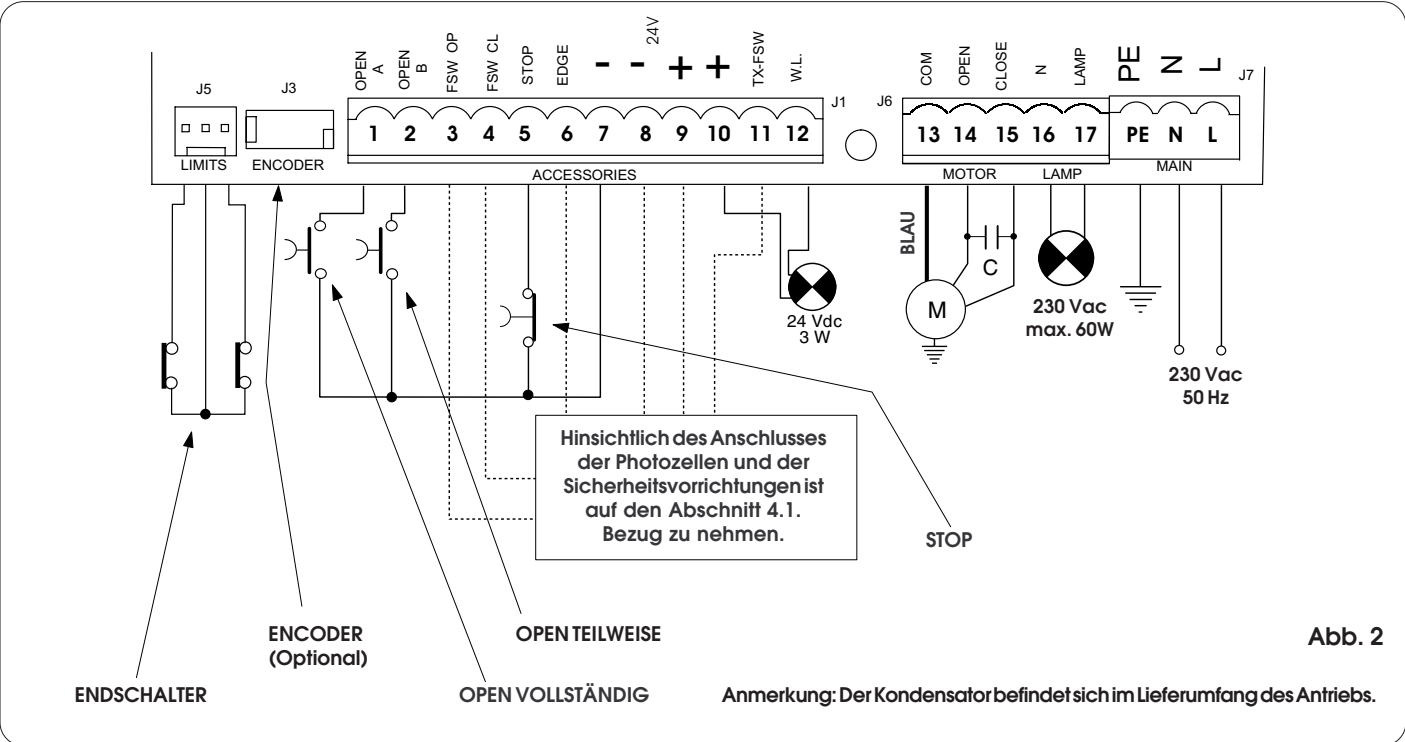 J5
J3
OPEN A
OPEN B
FSW OP
FSW CL
STOP
EDGE
-
-
24V
+
+
TX-FSW
W.L.
J1
J6
COM
OPEN
CLOSE
N
LAMP
PE
N
L
J7
1 2 3 4 5 6 7 8 9 10 11 12
13 14 15 16 17
PE N L
LIMITS
ENCODER
ACCESSORIES
MOTOR
LAMP
MAIN
BLAU
C
M
24 Vdc
3 W
230 Vac
max. 60W
230 Vac
50 Hz
Hinsichtlich des Anschlusses
der Photozellen und der
Sicherheitsvorrichtungen ist
auf den Abschnitt 4.1.
Bezug zu nehmen.
STOP
ENCODER
(Optional)
OPEN TEILWEISE
Abb. 2
ENDSCHALTER
OPEN VOLLSTÄNDIG
Anmerkung: Der Kondensator befindet sich im Lieferumfang des Antriebs.